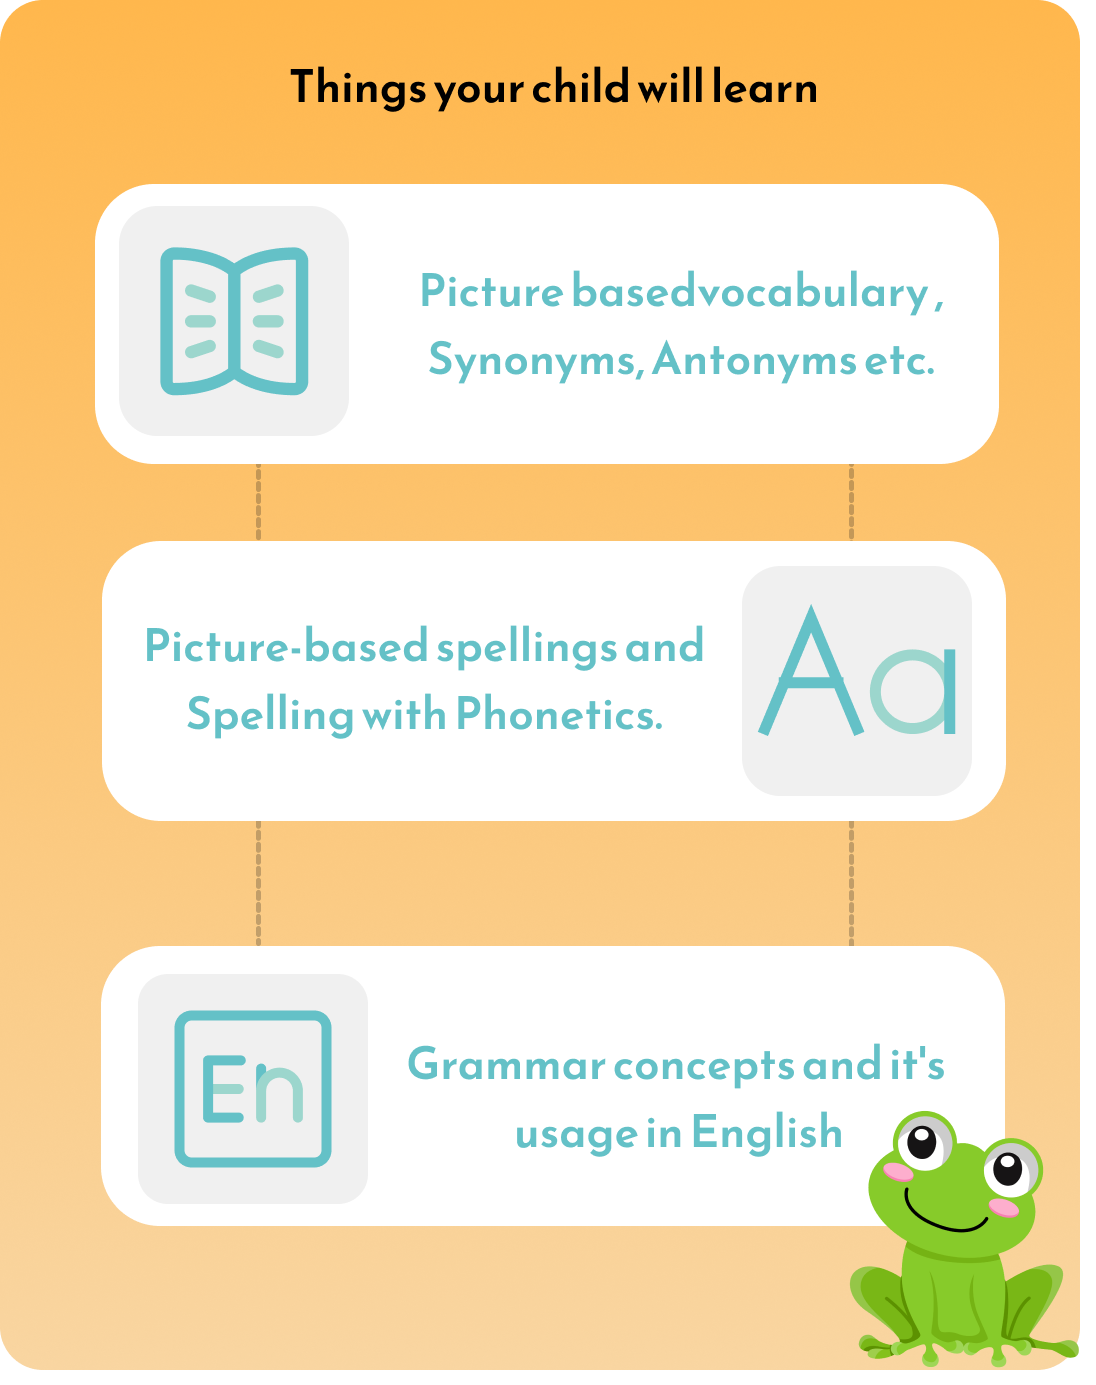 Things your child will learn
Picture basedvocabulary ,
Synonyms, Antonyms etc.
Picture-based spellings and
Spelling with Phonetics.
Aa
En
Grammar concepts and it's
usage in English